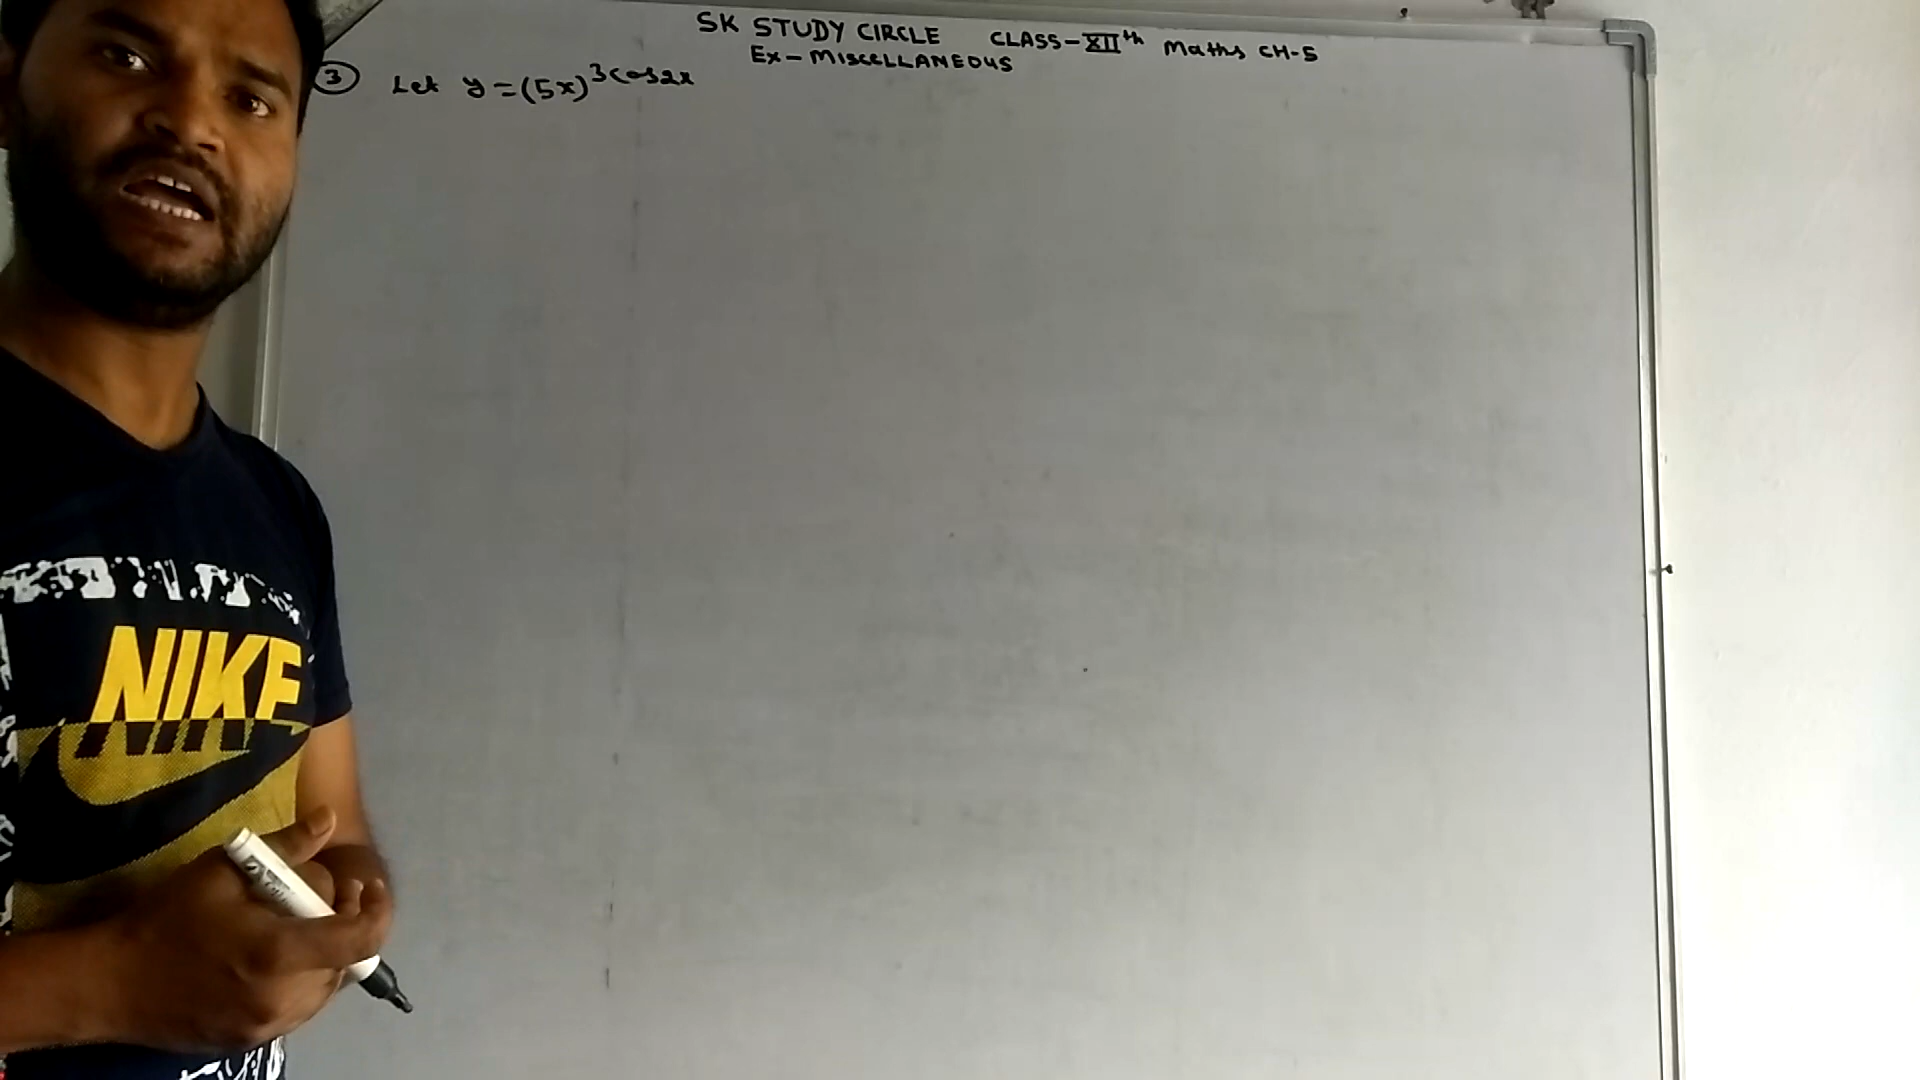 SK STUDY CIRCLE CLASS-XIIth Maths CH-5
Ex-MISCELLANEOUS
3 Let y=(5x)^3cos2x
NIKE